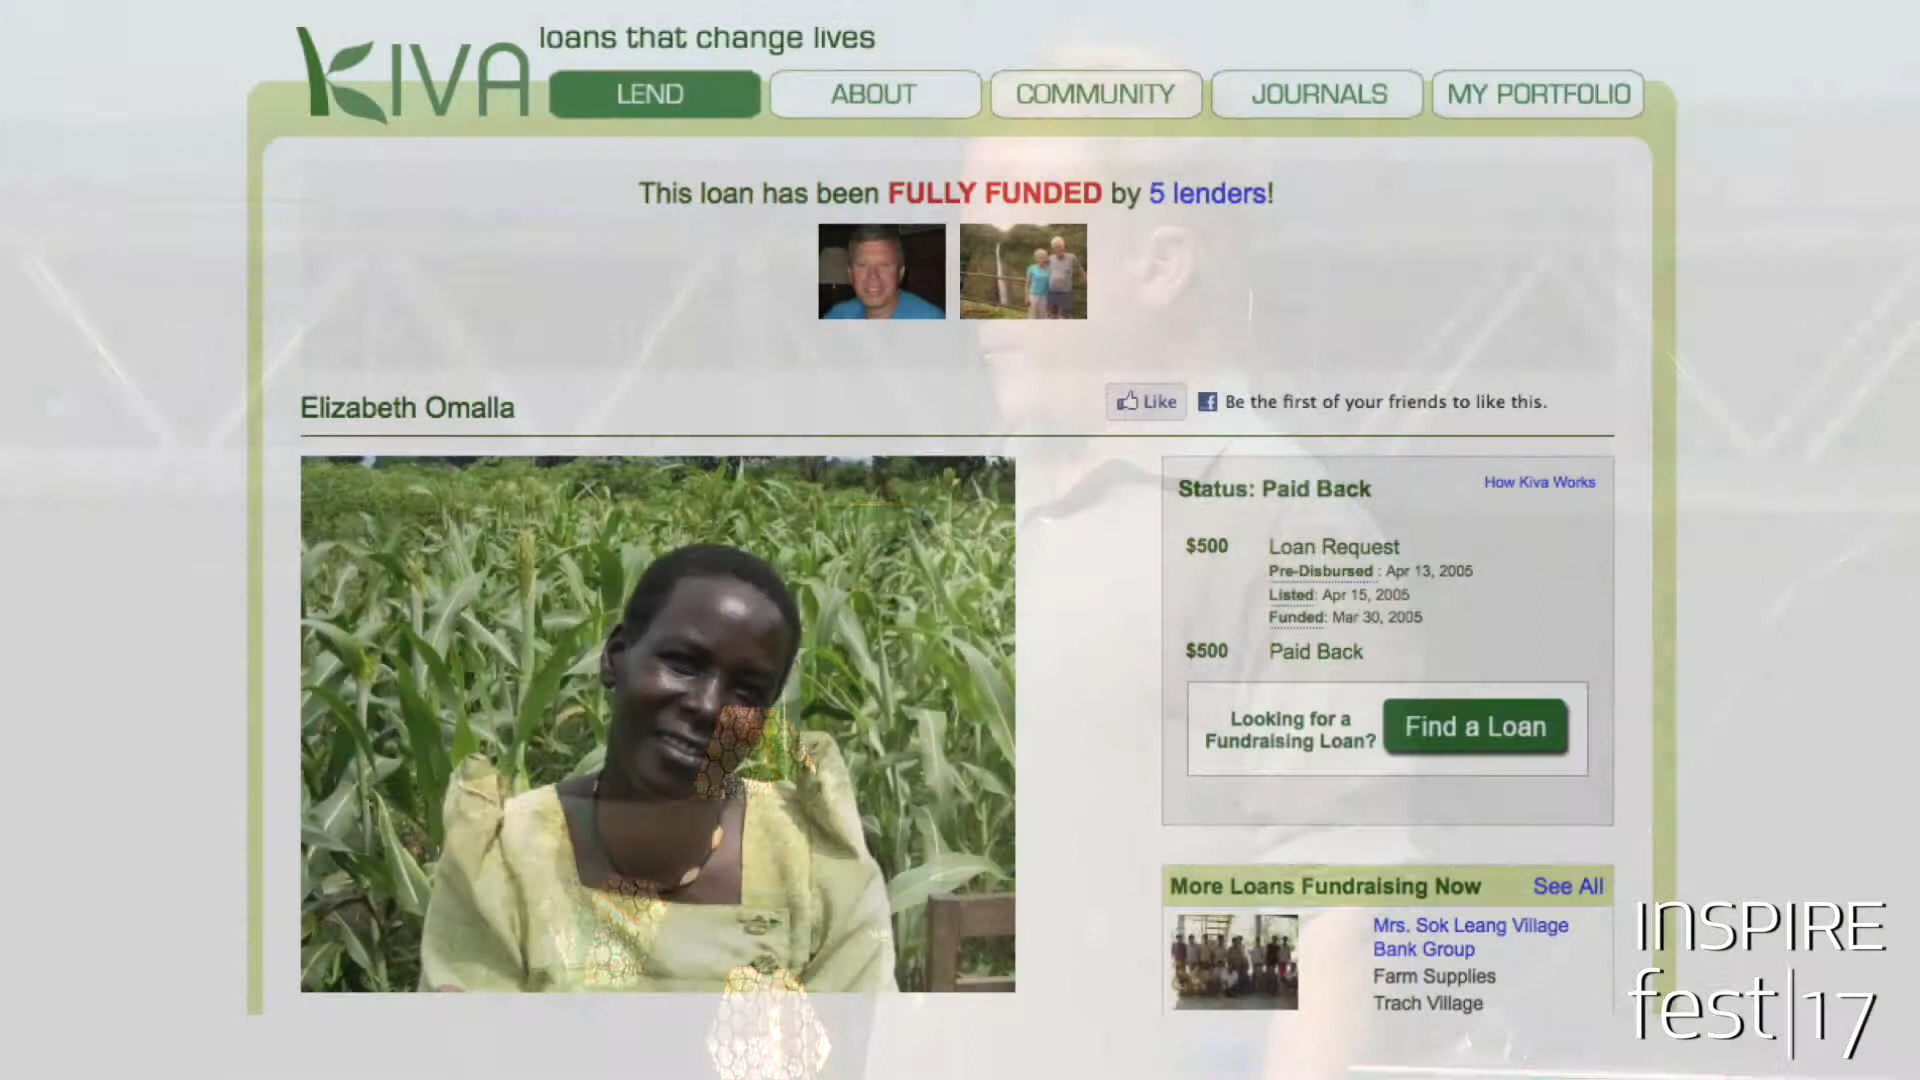 KIVA
loans that change lives
LEND
ABOUT
COMMUNITY
JOURNALS
MY PORTFOLIO
This loan has been FULLY FUNDED by 5 lenders!
Elizabeth Omalla
Like
f Be the first of your friends to like this.
Status: Paid Back
How Kiva Works
$500 Loan Request
Pre-Disbursed : Apr 13, 2005
Listed: Apr 15, 2005
Funded: Mar 30, 2005
$500 Paid Back
Looking for a
Fundraising Loan?
Find a Loan
More Loans Fundraising Now
See All
Mrs. Sok Leang Village
Bank Group
Farm Supplies
Trach Village
INSPIRE
fest|17